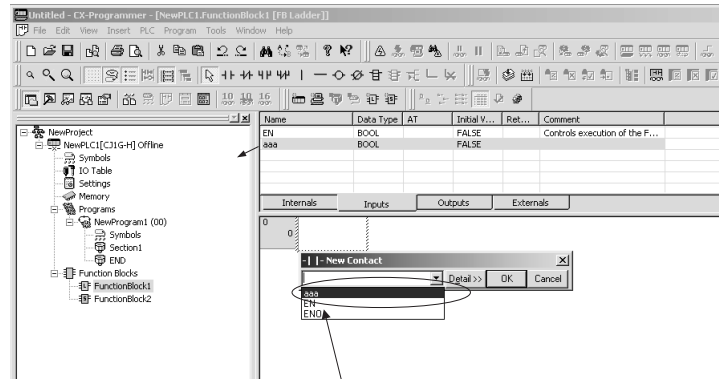 Untitled - CX-Programmer - [NewPLC1.FunctionBlock1 [FB Ladder]]
File Edit View Insert PLC Program Tools Window Help
10 10 16
NewProject
NewPLC1[CJ1G-H] Offline
Symbols
IO Table
Settings
Memory
Programs
NewProgram1 (00)
Symbols
Section1
END
Function Blocks
FunctionBlock1
FunctionBlock2
Name Data Type AT Initial V... Ret... Comment
EN BOOL FALSE Controls execution of the F...
aaa BOOL FALSE
Internals Inputs Outputs Externals
0
0
-| |- New Contact
Detail >> OK Cancel
aaa
EN
ENO